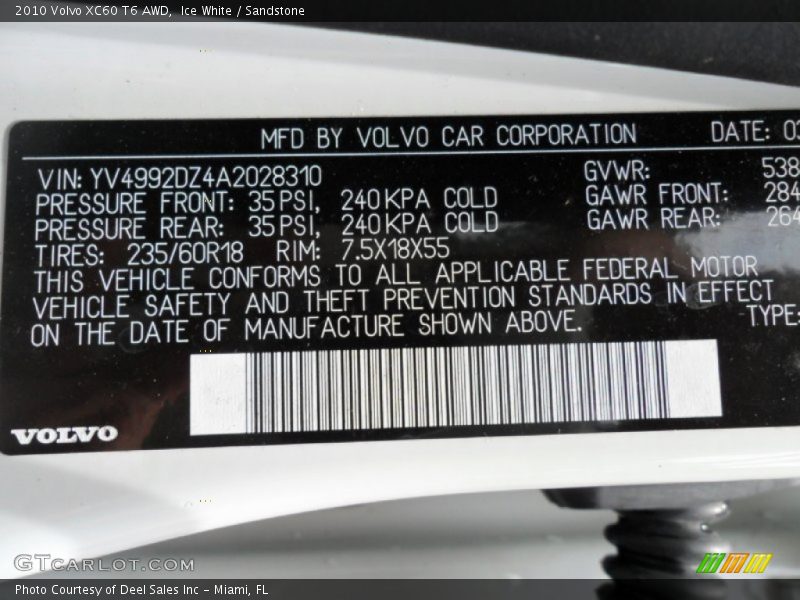 2010 Volvo XC60 T6 AWD, Ice White / Sandstone
MFD BY VOLVO CAR CORPORATION DATE: 03
VIN: YV4992DZ4A2028310 GVWR: 538
PRESSURE FRONT: 35PSI, 240KPA COLD GAWR FRONT: 284
PRESSURE REAR: 35PSI, 240KPA COLD GAWR REAR: 264
TIRES: 235/60R18 RIM: 7.5X18X55
THIS VEHICLE CONFORMS TO ALL APPLICABLE FEDERAL MOTOR
VEHICLE SAFETY AND THEFT PREVENTION STANDARDS IN EFFECT
ON THE DATE OF MANUFACTURE SHOWN ABOVE. TYPE:
VOLVO
GTCARLOT.COM
Photo Courtesy of Deel Sales Inc - Miami, FL